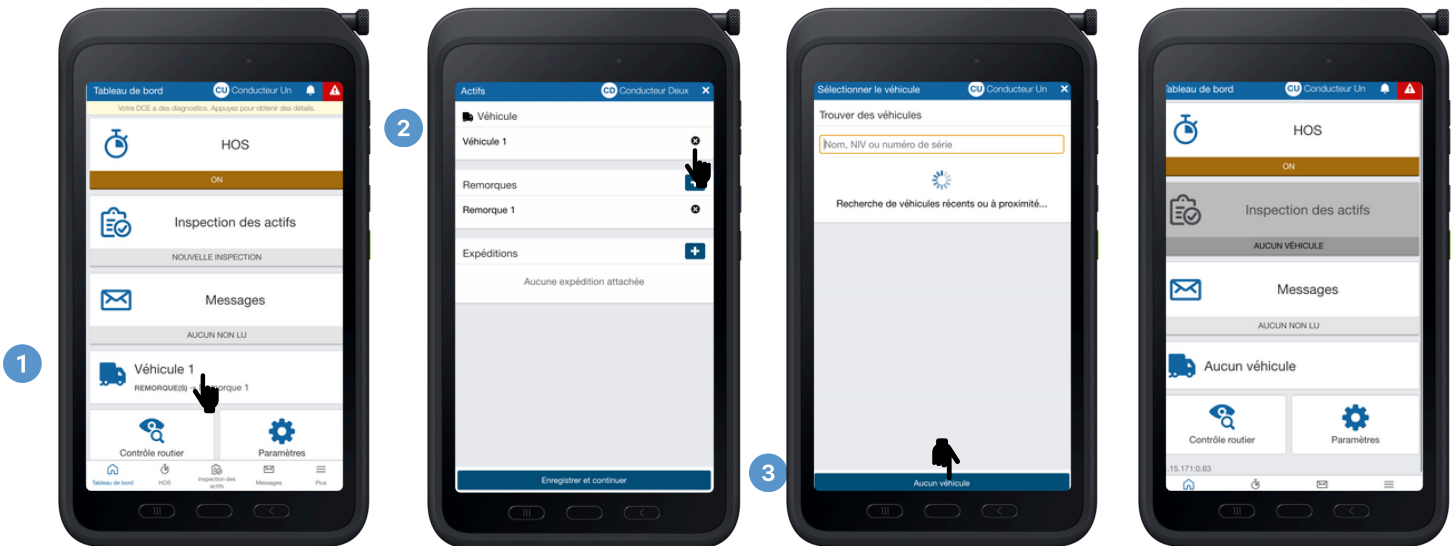 1
Tableau de bord
CU Conducteur Un
Votre DCE a des diagnostics. Appuyez pour obtenir des détails.
HOS
ON
Inspection des actifs
NOUVELLE INSPECTION
Messages
AUCUN NON LU
Véhicule 1
REMORQUE(S)
orque 1
Contrôle routier
Paramètres
Tableau de bord
HOS
Inspection des
actifs
Messages
Plus
2
Actifs
CD Conducteur Deux
Véhicule
Véhicule 1
Remorques
Remorque 1
Expéditions
+
Aucune expédition attachée
Enregistrer et continuer
3
Sélectionner le véhicule
CU Conducteur Un
Trouver des véhicules
Nom, NIV ou numéro de série
Recherche de véhicules récents ou à proximité...
Aucun véhicule
ableau de bord
CU Conducteur Un
HOS
ON
Inspection des actifs
AUCUN VÉHICULE
Messages
AUCUN NON LU
Aucun véhicule
Contrôle routier
Paramètres
.15.171:0.63